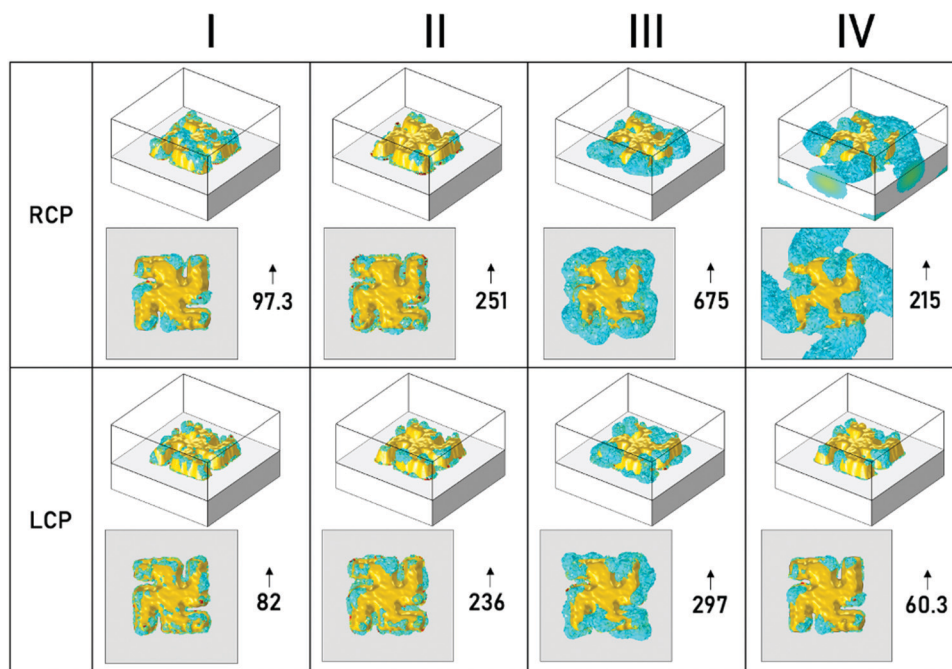 I II III IV
RCP
↑ ↑ ↑ ↑
97.3 251 675 215
LCP
↑ ↑ ↑ ↑
82 236 297 60.3